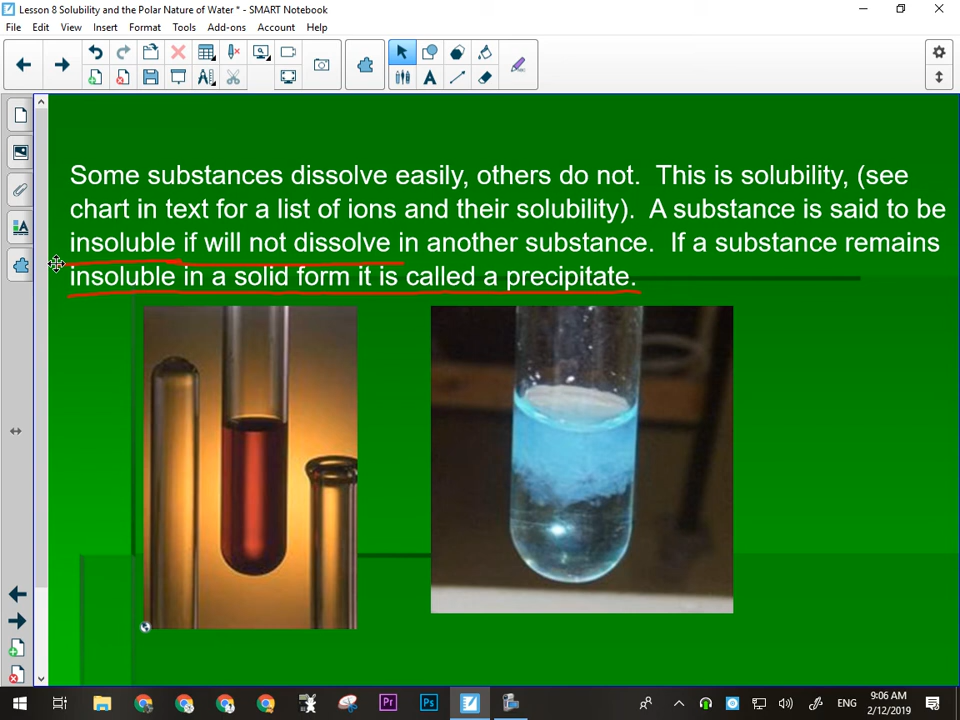 Lesson 8 Solubility and the Polar Nature of Water * - SMART Notebook
File Edit View Insert Format Tools Add-ons Account Help
Some substances dissolve easily, others do not. This is solubility, (see
chart in text for a list of ions and their solubility). A substance is said to be
insoluble if will not dissolve in another substance. If a substance remains
insoluble in a solid form it is called a precipitate.
Pr Ps ENG
9:06 AM
2/12/2019